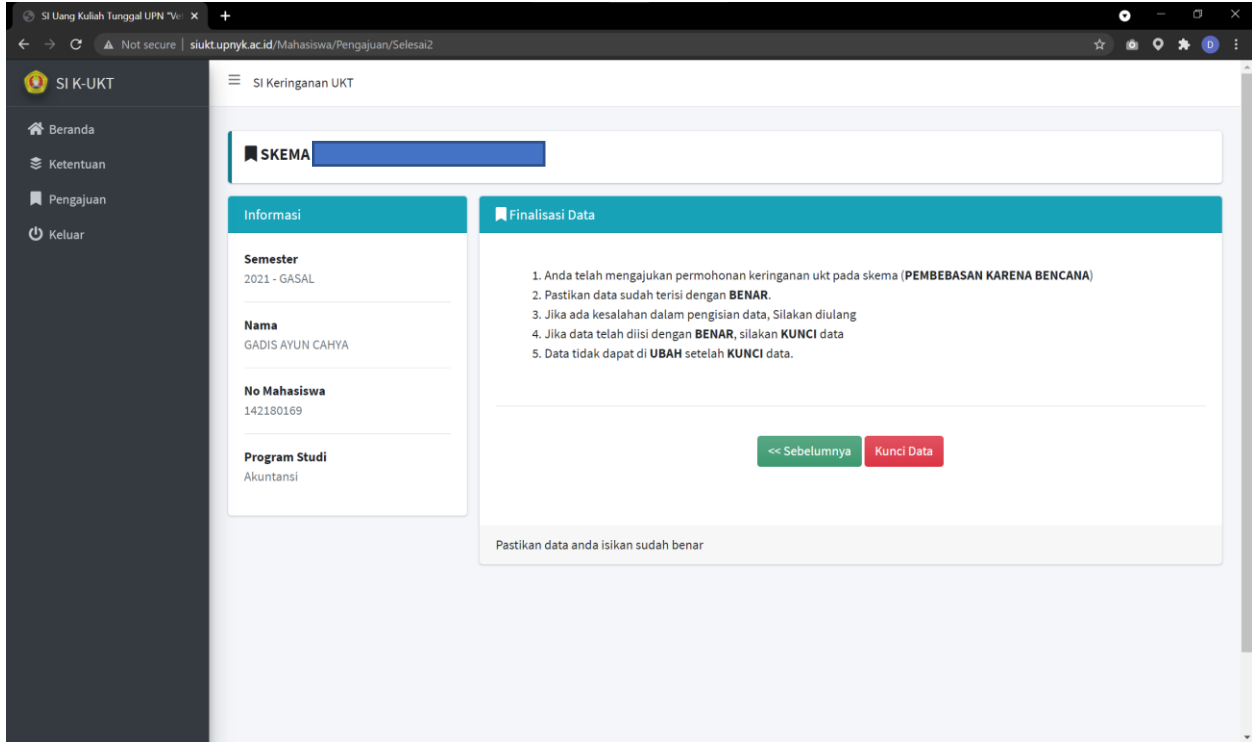 SI Uang Kuliah Tunggal UPN "Ve
Not secure | siukt.upnyk.ac.id/Mahasiswa/Pengajuan/Selesai2
D
SI K-UKT
SI Keringanan UKT
Beranda
Ketentuan
Pengajuan
Keluar
SKEMA
Informasi
Semester
2021 - GASAL
Nama
GADIS AYUN CAHYA
No Mahasiswa
142180169
Program Studi
Akuntansi
Finalisasi Data
1. Anda telah mengajukan permohonan keringanan ukt pada skema (PEMBEBASAN KARENA BENCANA)
2. Pastikan data sudah terisi dengan BENAR.
3. Jika ada kesalahan dalam pengisian data, Silakan diulang
4. Jika data telah diisi dengan BENAR, silakan KUNCI data
5. Data tidak dapat di UBAH setelah KUNCI data.
<< Sebelumnya
Kunci Data
Pastikan data anda isikan sudah benar